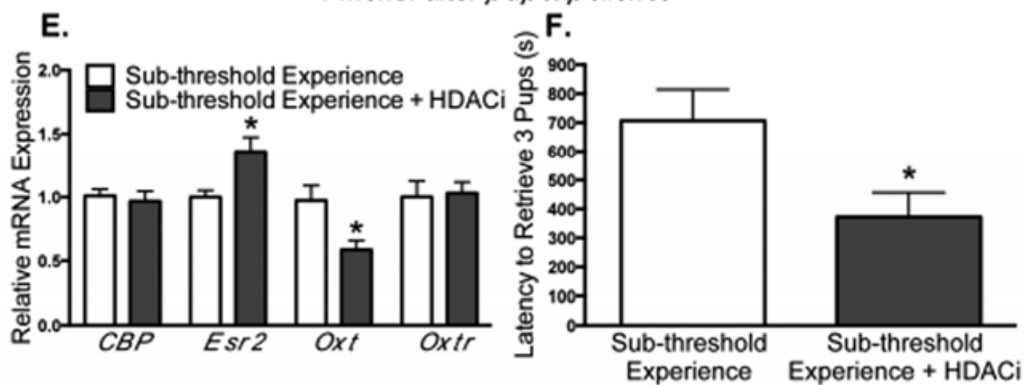 E.
Relative mRNA Expression
2.0
1.5
1.0
0.5
0.0
Sub-threshold Experience
Sub-threshold Experience + HDACi
*
*
CBP
Esr2
Oxt
Oxtr
F.
Latency to Retrieve 3 Pups (s)
900
800
700
600
500
400
300
200
100
0
*
Sub-threshold
Experience
Sub-threshold
Experience + HDACi